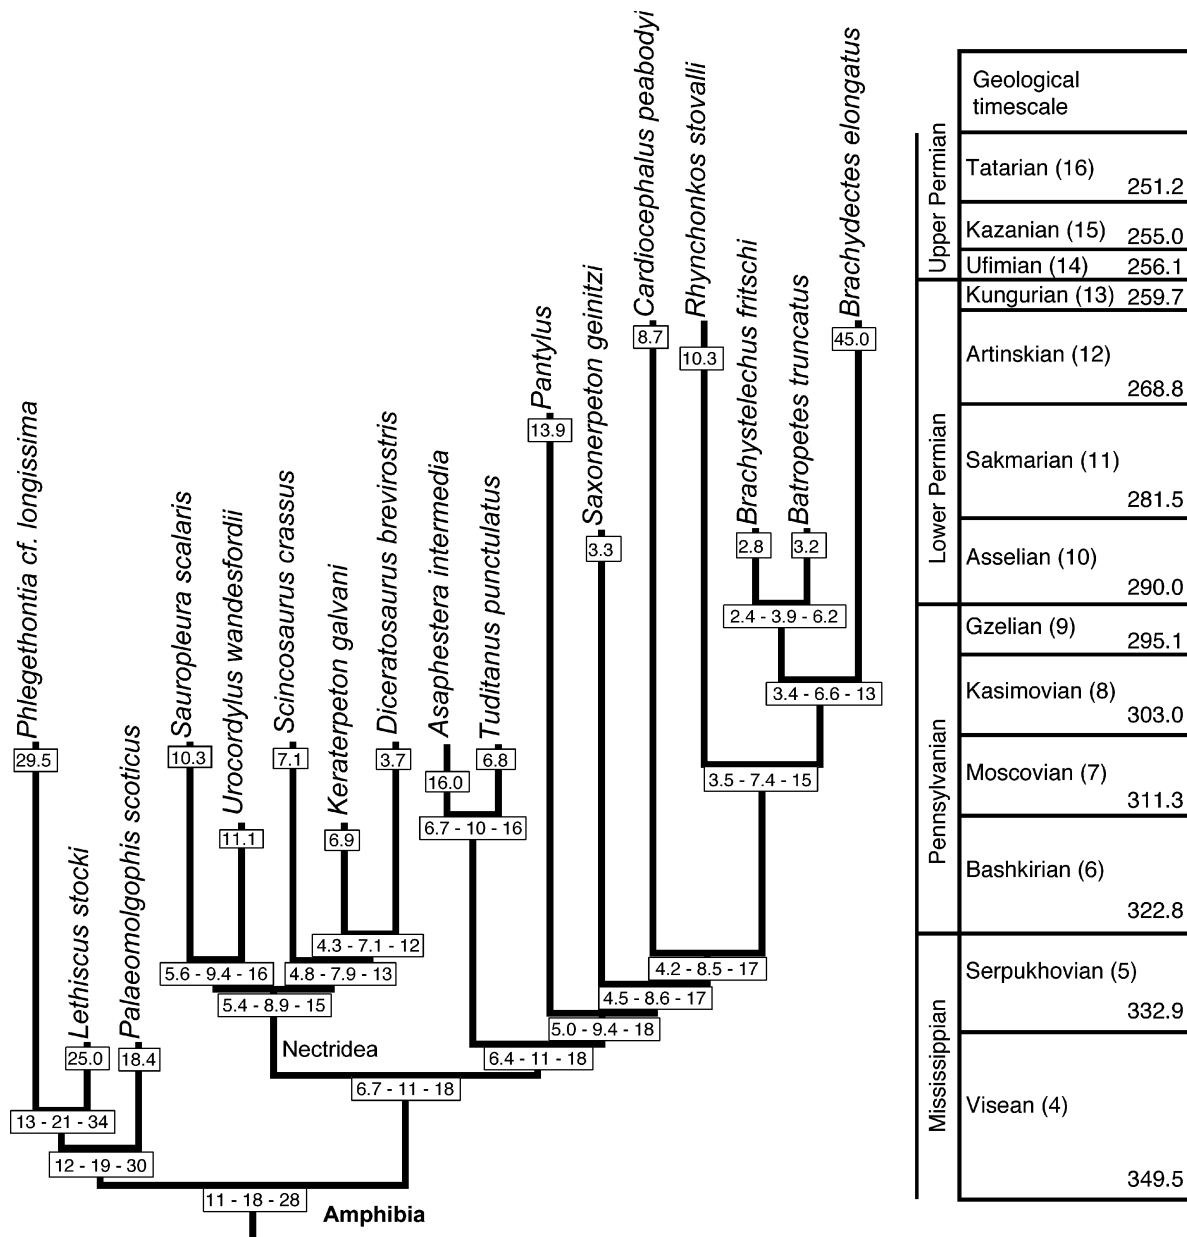 Phlegethontia cf. longissima
Lethiscus stocki
Palaeomolgophis scoticus
Sauropleura scalaris
Urocordylus wandesfordii
Scincosaurus crassus
Keraterpeton galvani
Diceratosaurus brevirostris
Asaphestera intermedia
Tuditanus punctulatus
Pantylus
Saxonerpeton geinitzi
Cardiocephalus peabodyi
Rhynchonkos stovalli
Brachystelechus fritschi
Batropetes truncatus
Brachydectes elongatus
8.7
45.0
10.3
13.9
3.3
2.8
3.2
2.4 - 3.9 - 6.2
3.4 - 6.6 - 13
29.5
10.3
7.1
3.7
16.0
6.8
3.5 - 7.4 - 15
11.1
6.9
6.7 - 10 - 16
4.3 - 7.1 - 12
5.6 - 9.4 - 16
4.8 - 7.9 - 13
4.2 - 8.5 - 17
5.4 - 8.9 - 15
4.5 - 8.6 - 17
5.0 - 9.4 - 18
Nectridea
25.0
18.4
6.4 - 11 - 18
6.7 - 11 - 18
13 - 21 - 34
12 - 19 - 30
11 - 18 - 28
Amphibia
Geological
timescale
Upper Permian
Tatarian (16)
251.2
Kazanian (15) 255.0
Ufimian (14) 256.1
Lower Permian
Kungurian (13) 259.7
Artinskian (12)
268.8
Sakmarian (11)
281.5
Asselian (10)
290.0
Pennsylvanian
Gzelian (9)
295.1
Kasimovian (8)
303.0
Moscovian (7)
311.3
Bashkirian (6)
322.8
Mississippian
Serpukhovian (5)
332.9
Visean (4)
349.5